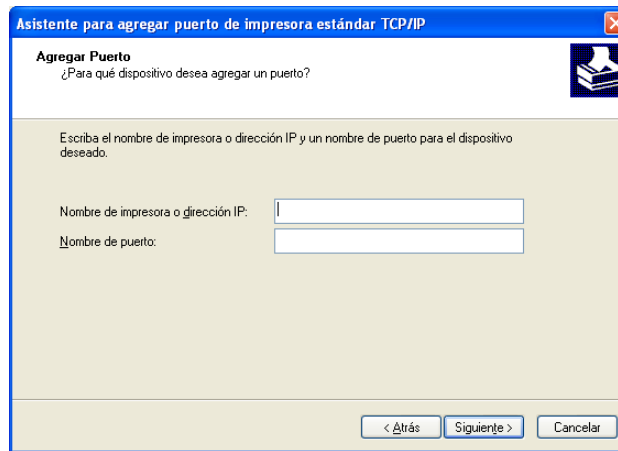 Asistente para agregar puerto de impresora estándar TCP/IP
Agregar Puerto
¿Para qué dispositivo desea agregar un puerto?
Escriba el nombre de impresora o dirección IP y un nombre de puerto para el dispositivo
deseado.
Nombre de impresora o dirección IP:
Nombre de puerto:
< Atrás Siguiente > Cancelar